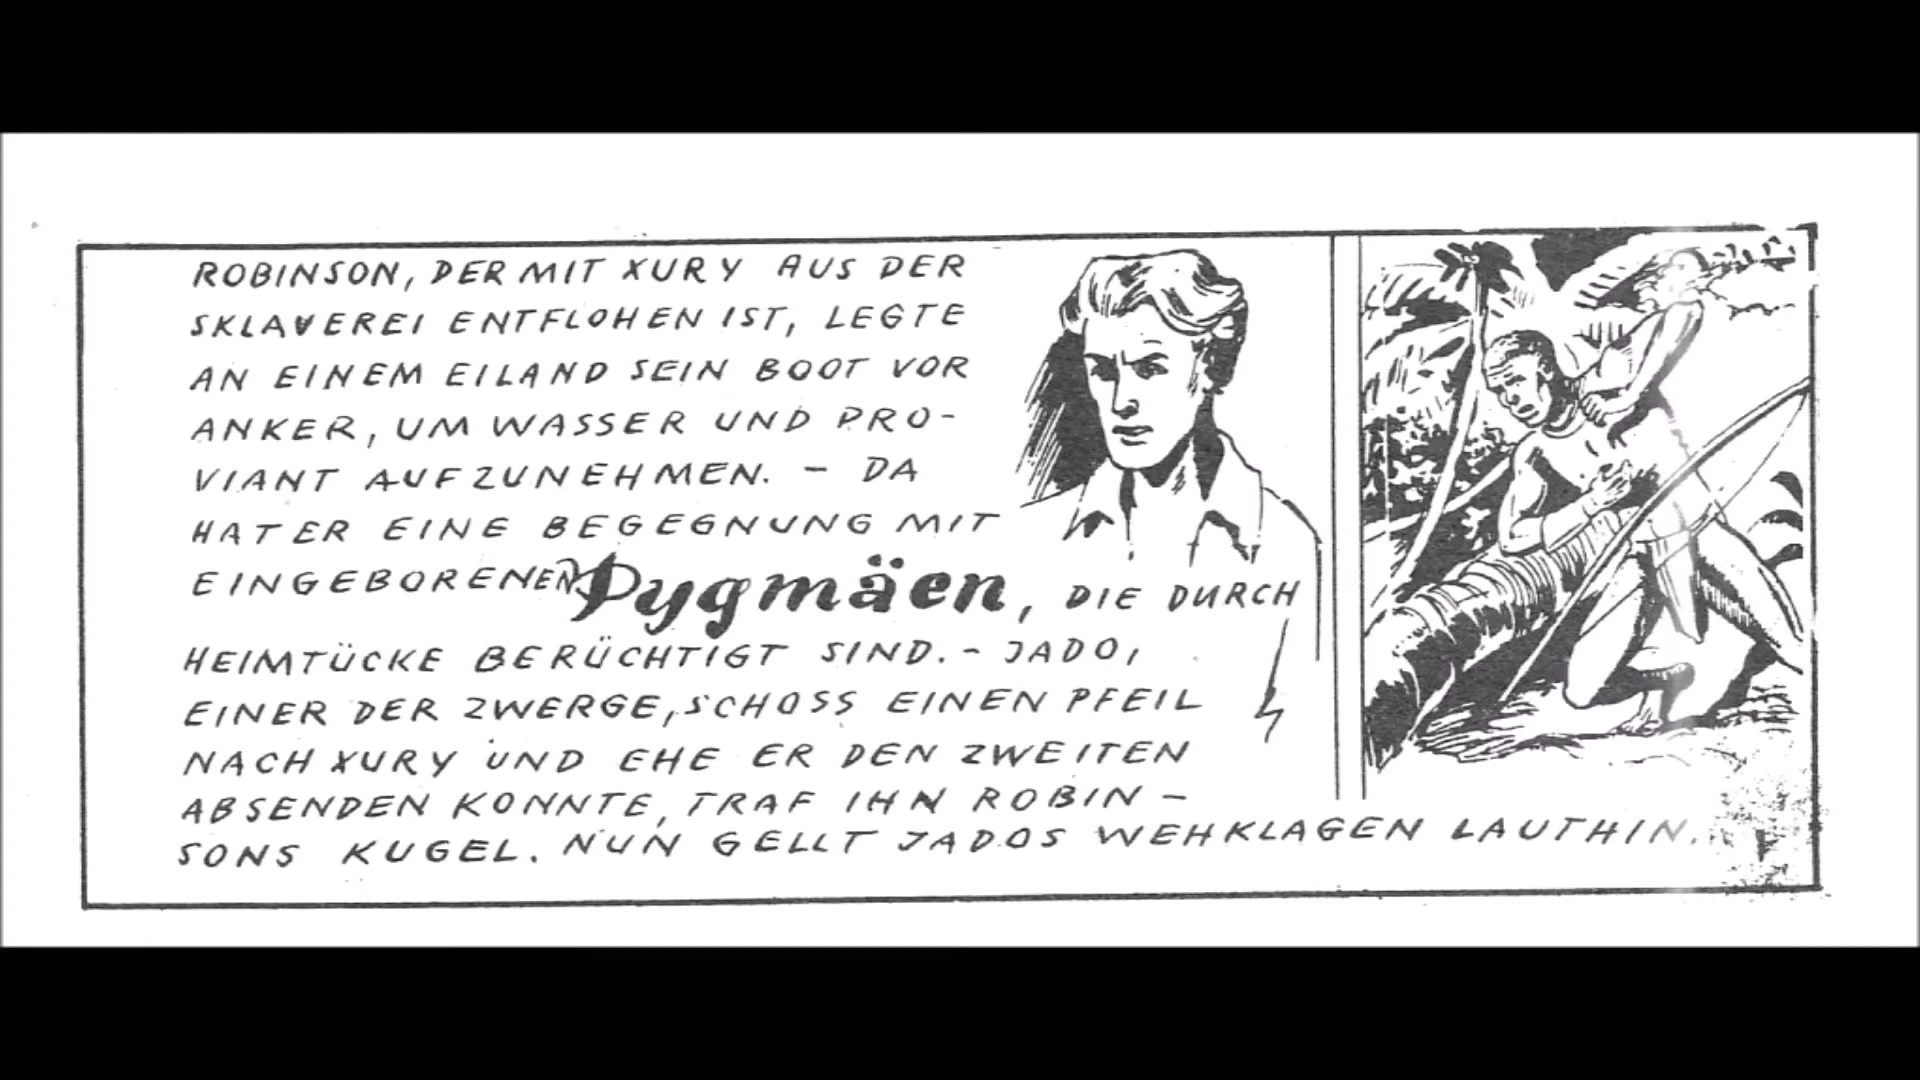 ROBINSON, DER MIT XURY AUS DER
SKLAVEREI ENTFLOHEN IST, LEGTE
AN EINEM EILAND SEIN BOOT VOR
ANKER, UM WASSER UND PRO-
VIANT AUFZUNEHMEN. - DA
HAT ER EINE BEGEGNUNG MIT
EINGEBORENEN Pygmäen, DIE DURCH
HEIMTÜCKE BERÜCHTIGT SIND. - JADO,
EINER DER ZWERGE, SCHOSS EINEN PFEIL
NACH XURY UND EHE ER DEN ZWEITEN
ABSENDEN KONNTE, TRAF IHN ROBIN-
SONS KUGEL. NUN GELLT JADOS WEHKLAGEN LAUTHIN.